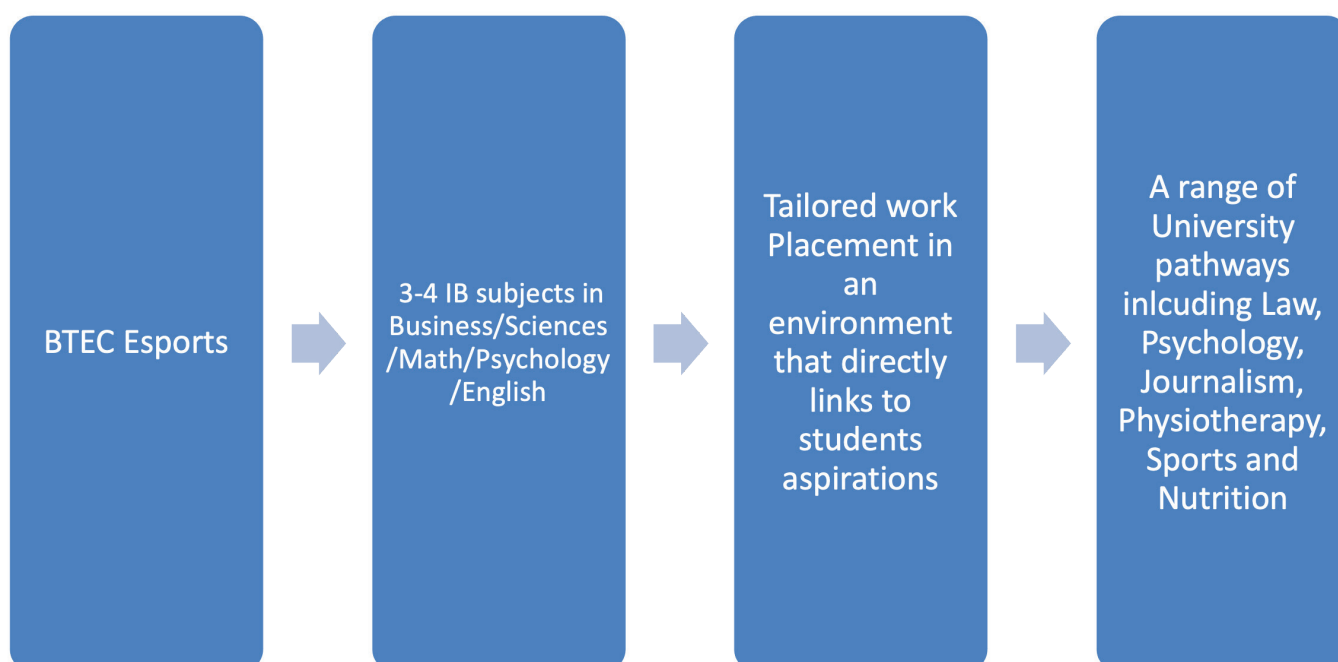 BTEC Esports
3-4 IB subjects in
Business/Sciences
/Math/Psychology
/English
Tailored work
Placement in
an
environment
that directly
links to
students
aspirations
A range of
University
pathways
inlcuding Law,
Psychology,
Journalism,
Physiotherapy,
Sports and
Nutrition